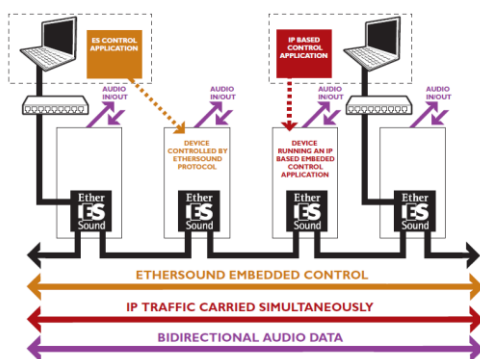 ES CONTROL
APPLICATION
IP BASED
CONTROL
APPLICATION
AUDIO
IN/OUT
AUDIO
IN/OUT
AUDIO
IN/OUT
AUDIO
IN/OUT
DEVICE
CONTROLLED BY
ETHERSOUND
PROTOCOL
DEVICE
RUNNING AN IP
BASED EMBEDED
CONTROL
APPLICATION
Ether
ES
Sound
Ether
ES
Sound
Ether
ES
Sound
Ether
ES
Sound
ETHERSOUND EMBEDDED CONTROL
IP TRAFFIC CARRIED SIMULTANEOUSLY
BIDIRECTIONAL AUDIO DATA